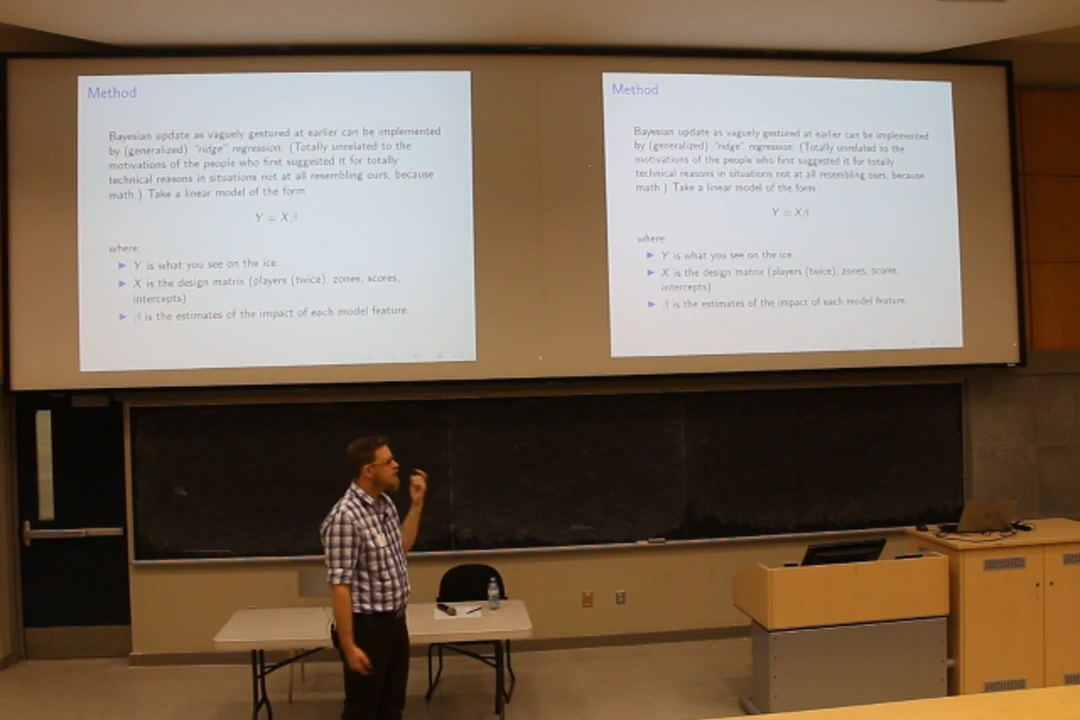 Method
Bayesian update as vaguely gestured at earlier can be implemented
by (generalized) "ridge" regression. (Totally unrelated to the
motivations of the people who first suggested it for totally
technical reasons in situations not at all resembling ours, because
math.) Take a linear model of the form
Y = Xβ
where:
▶ Y is what you see on the ice.
▶ X is the design matrix (players (twice), zones, scores,
intercepts)
▶ β is the estimates of the impact of each model feature.
Method
Bayesian update as vaguely gestured at earlier can be implemented
by (generalized) "ridge" regression. (Totally unrelated to the
motivations of the people who first suggested it for totally
technical reasons in situations not at all resembling ours, because
math.) Take a linear model of the form
Y = Xβ
where:
▶ Y is what you see on the ice.
▶ X is the design matrix (players (twice), zones, scores,
intercepts)
▶ β is the estimates of the impact of each model feature.